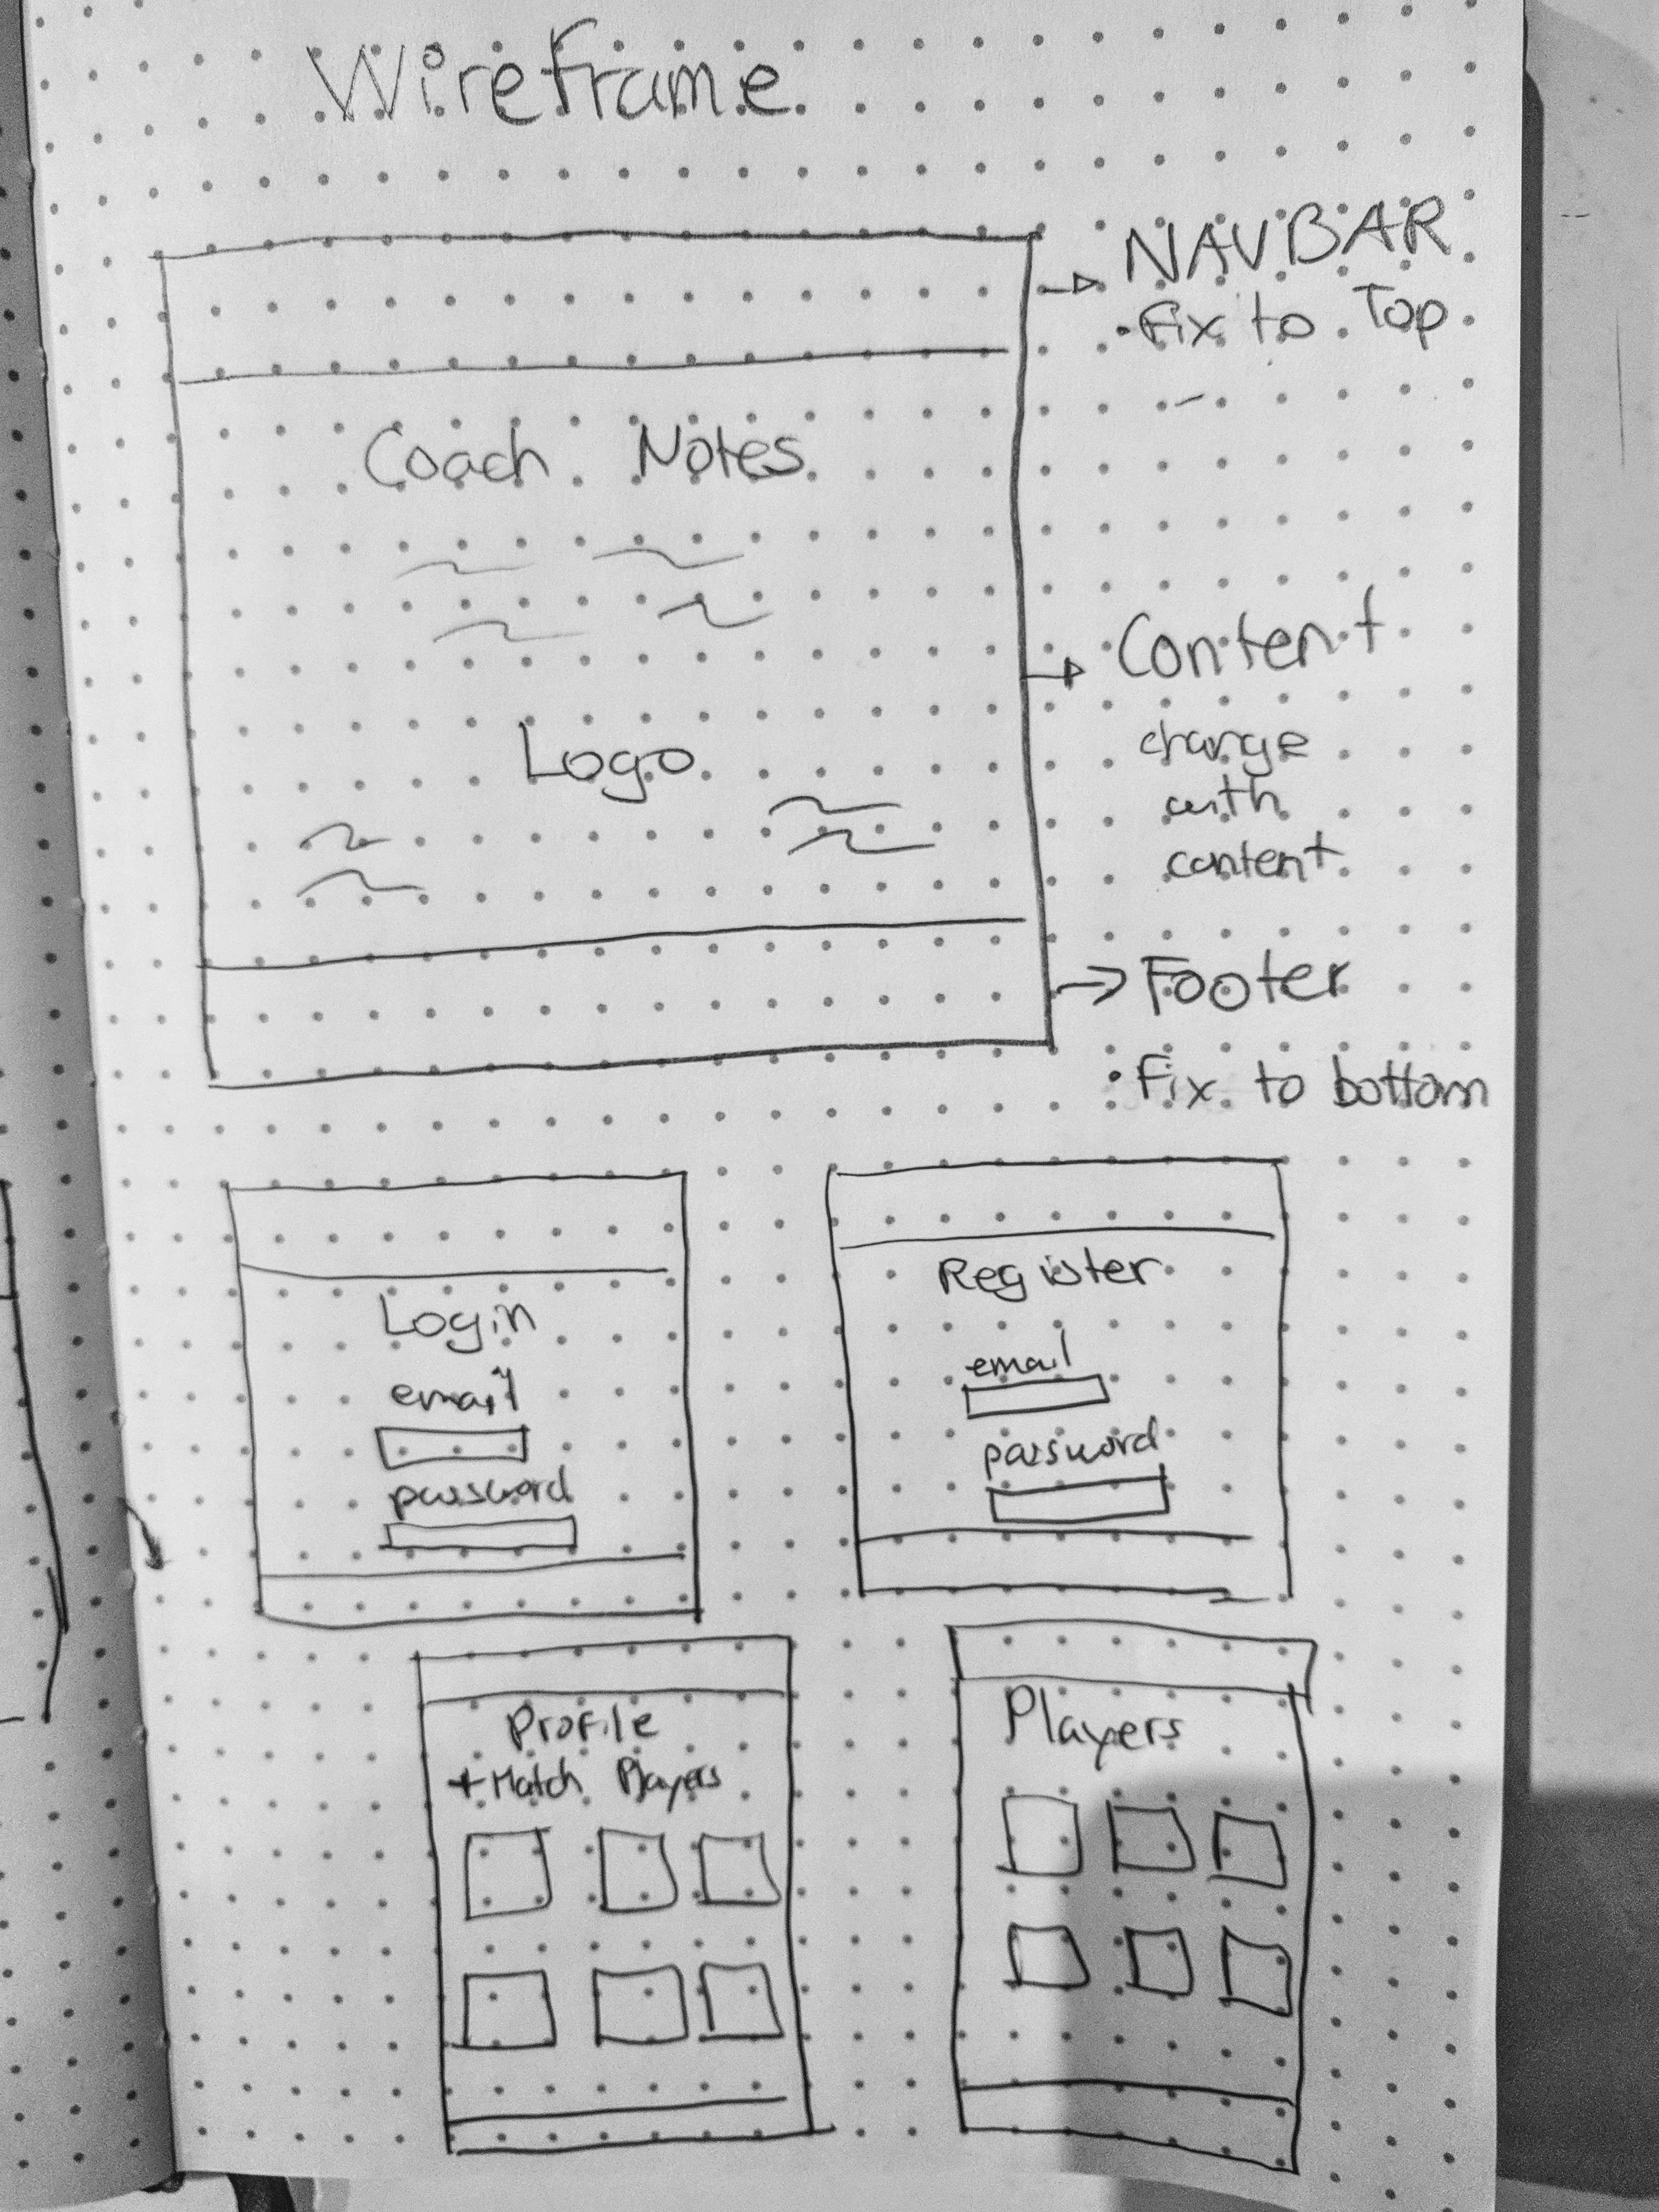 Wireframe
NAVBAR
• Fix to Top
Coach Notes
Content
change
with
content
Logo
Footer
• Fix to bottom
Login
email
password
Register
email
password
Profile
+ Match Players
Players